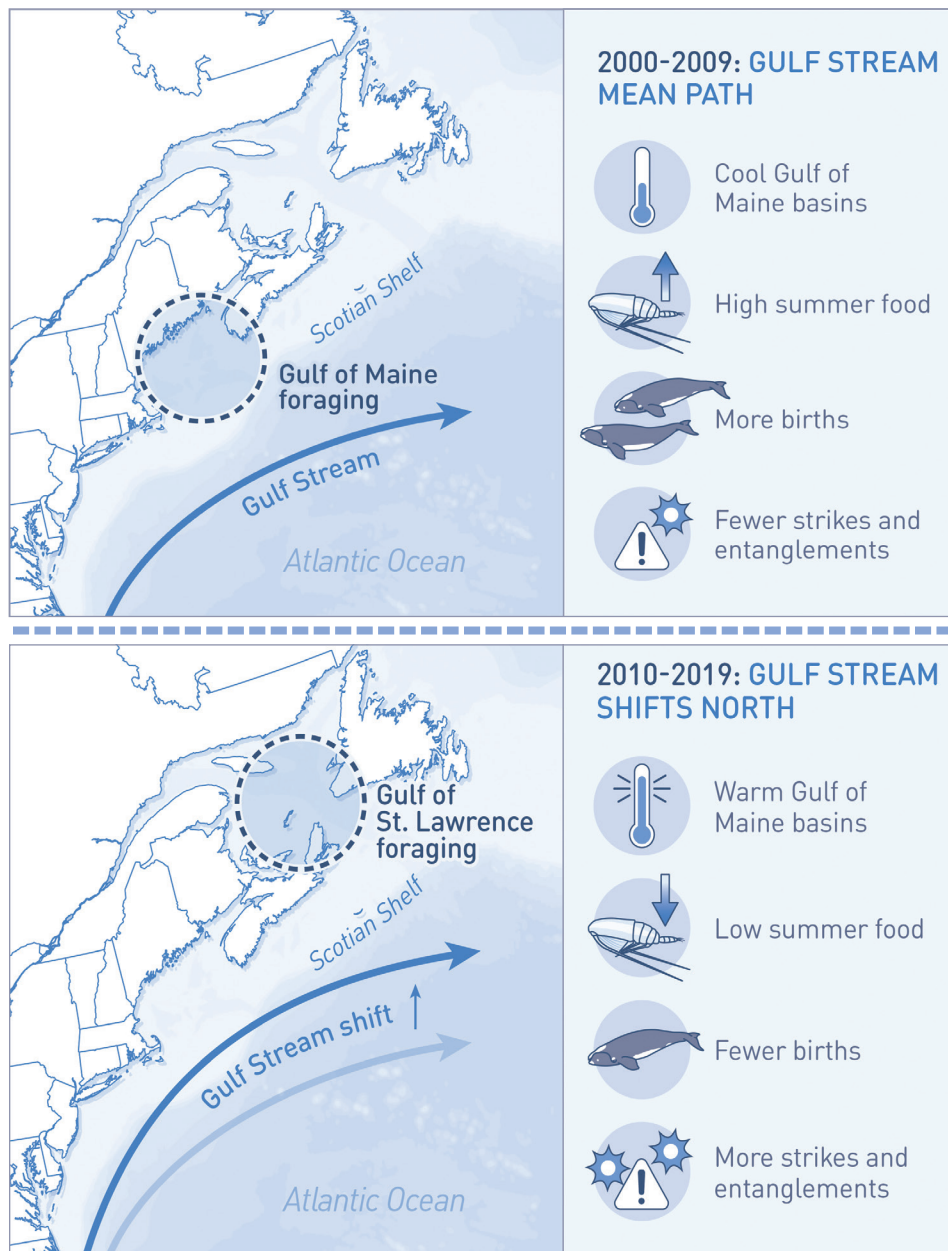 2000-2009: GULF STREAM
MEAN PATH
Cool Gulf of
Maine basins
High summer food
More births
Fewer strikes and
entanglements
Scotian Shelf
Gulf of Maine
foraging
Gulf Stream
Atlantic Ocean
2010-2019: GULF STREAM
SHIFTS NORTH
Warm Gulf of
Maine basins
Low summer food
Fewer births
More strikes and
entanglements
Gulf of
St. Lawrence
foraging
Scotian Shelf
Gulf Stream shift
Atlantic Ocean